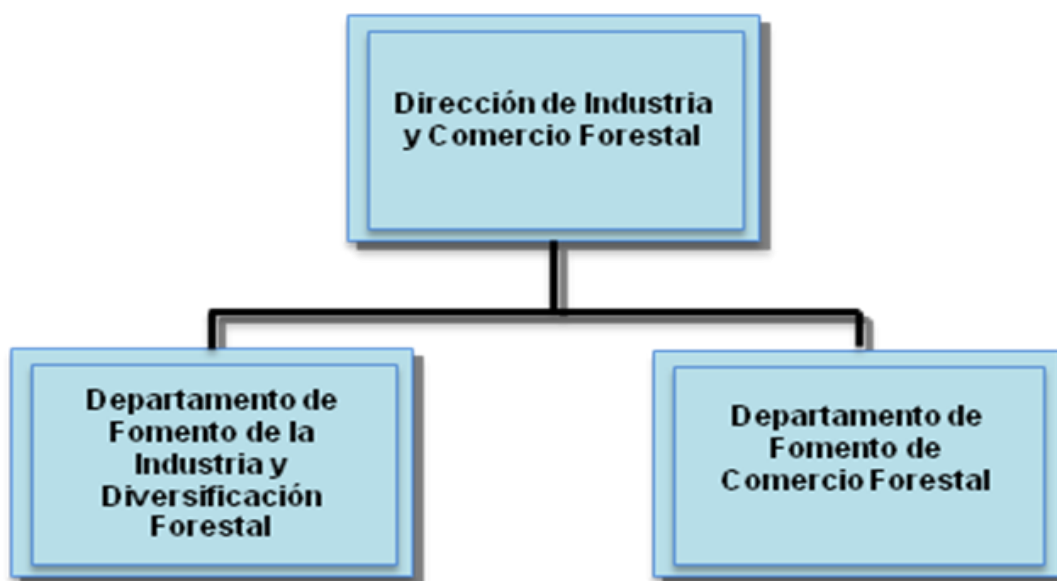 Dirección de Industria
y Comercio Forestal
Departamento de
Fomento de la
Industria y
Diversificación
Forestal
Departamento de
Fomento de
Comercio Forestal